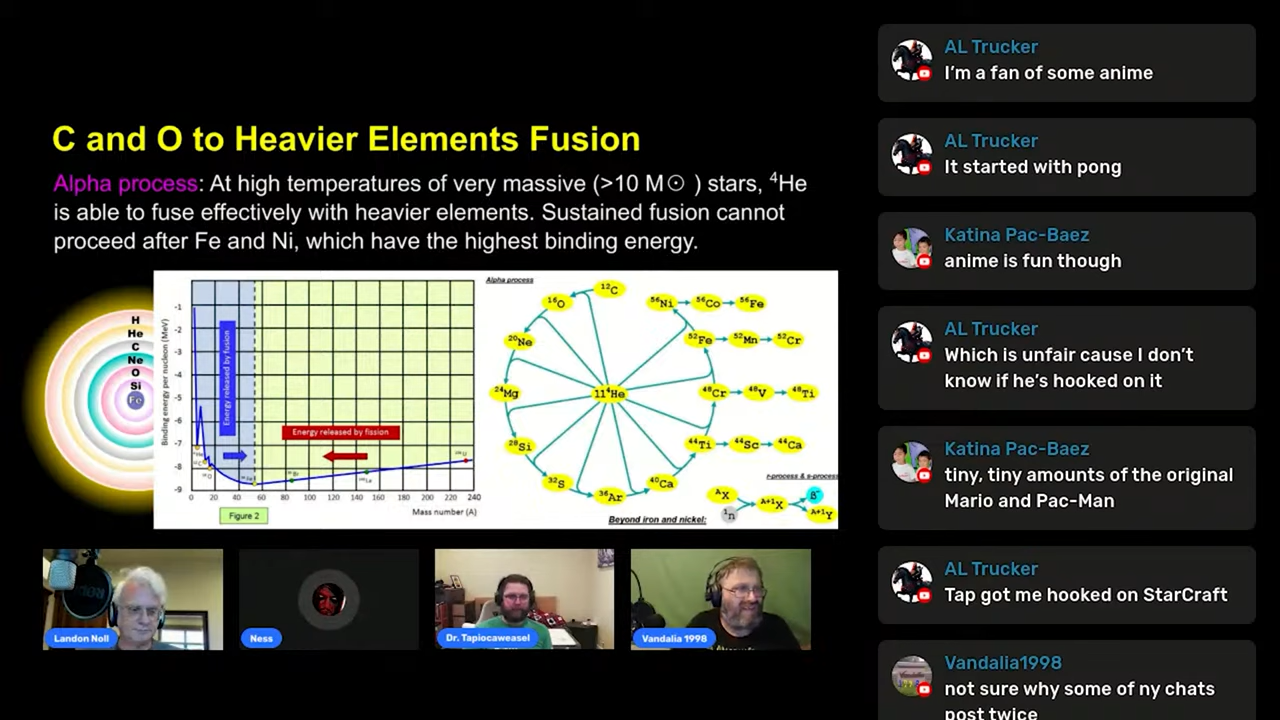 C and O to Heavier Elements Fusion
Alpha process: At high temperatures of very massive (>10 M☉ ) stars, ⁴He
is able to fuse effectively with heavier elements. Sustained fusion cannot
proceed after Fe and Ni, which have the highest binding energy.
H
He
C
Ne
O
Si
Fe
Binding energy per nucleon (MeV)
-1
-2
-3
-4
-5
-6
-7
-8
-9
Energy released by fusion
Energy released by fission
0 20 40 60 80 100 120 140 160 180 200 220 240
Mass number (A)
Figure 2
Alpha process
¹²C
¹⁶O
²⁰Ne
²⁴Mg
²⁸Si
³²S
³⁶Ar
⁴⁰Ca
⁴⁴Ti ⁴⁴Sc ⁴⁴Ca
⁴⁸Cr ⁴⁸V ⁴⁸Ti
⁵²Fe ⁵²Mn ⁵²Cr
⁵⁶Ni ⁵⁶Co ⁵⁶Fe
11⁴He
r-process & s-process
Beyond iron and nickel:
ᴬX
¹n
ᴬ⁺¹X
β⁻
ᴬ⁺¹Y
Landon Noll
Ness
Dr. Tapiocaweasel
Vandalia 1998
AL Trucker
I’m a fan of some anime
AL Trucker
It started with pong
Katina Pac-Baez
anime is fun though
AL Trucker
Which is unfair cause I don’t
know if he’s hooked on it
Katina Pac-Baez
tiny, tiny amounts of the original
Mario and Pac-Man
AL Trucker
Tap got me hooked on StarCraft
Vandalia1998
not sure why some of ny chats
post twice